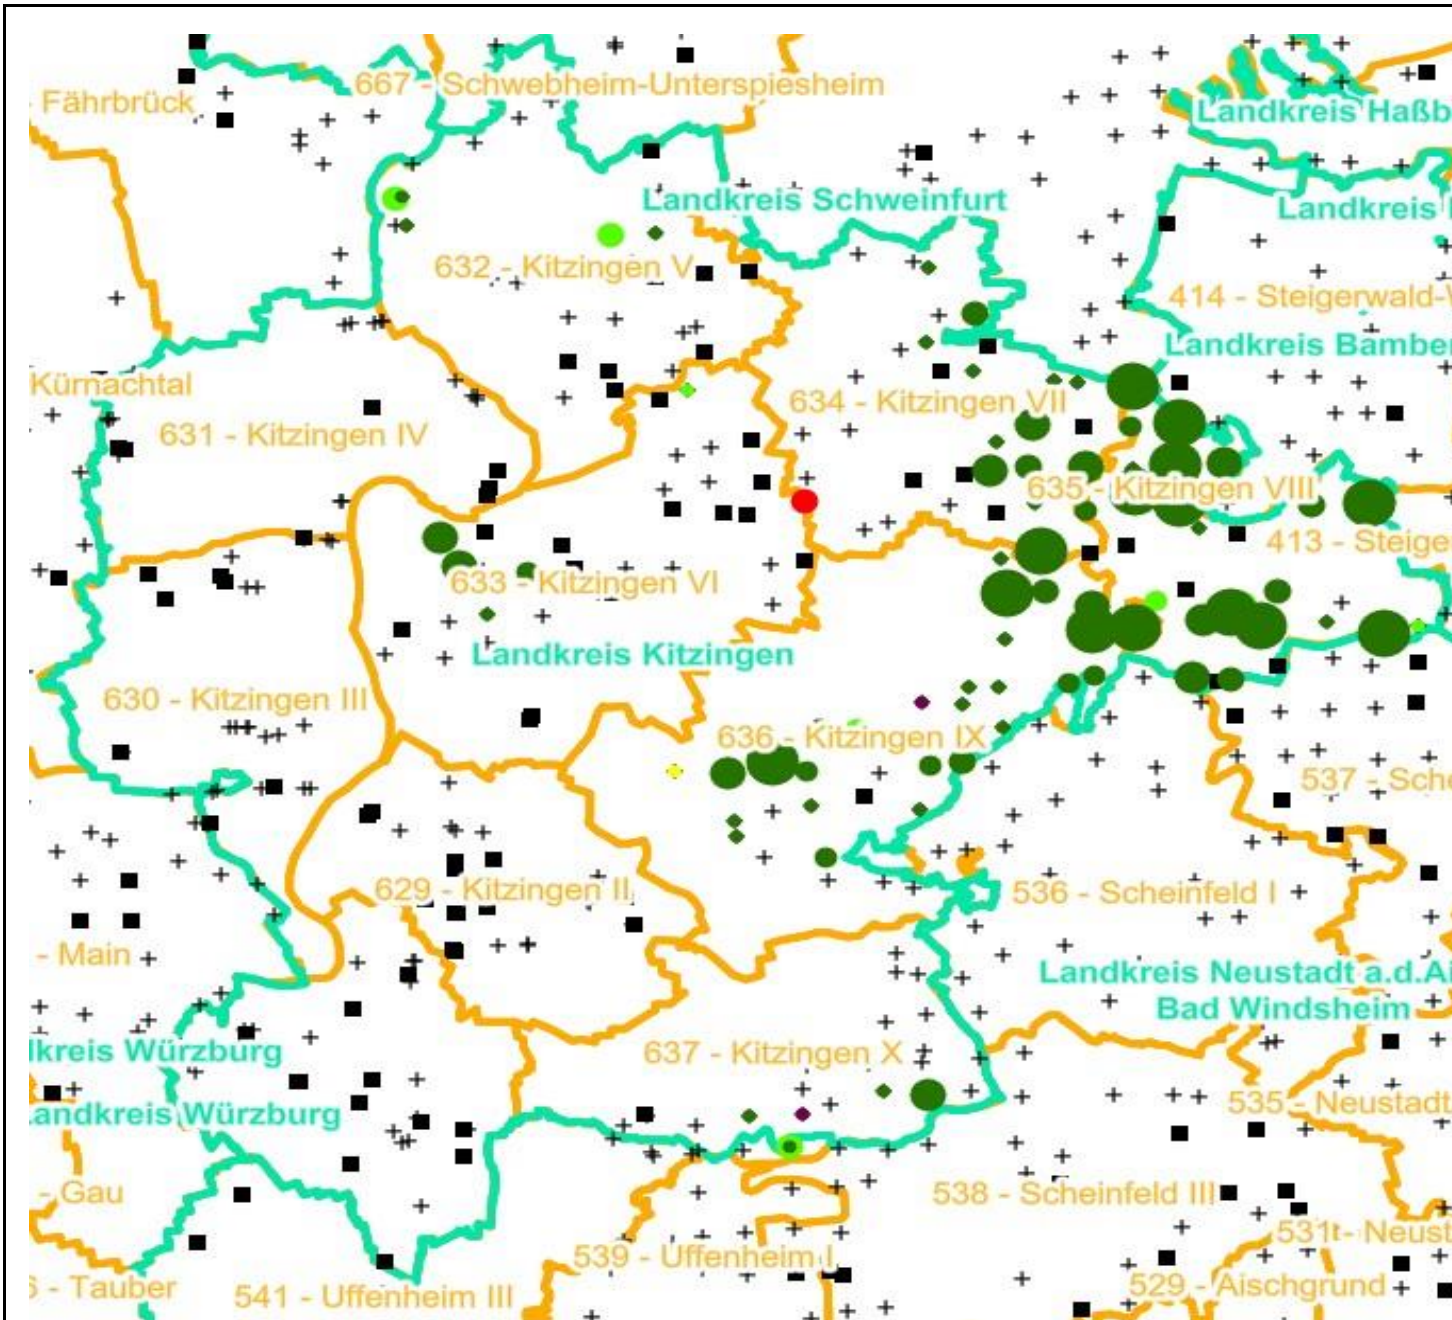 667 - Schwebheim-Unterspiesheim
Fährbrück
Landkreis Haßb
Landkreis Schweinfurt
Landkreis
632 - Kitzingen V
414 - Steigerwald-
Landkreis Bamber
Kürnachtal
634 - Kitzingen VII
631 - Kitzingen IV
635 - Kitzingen VIII
413 - Steige
633 - Kitzingen VI
Landkreis Kitzingen
630 - Kitzingen III
636 - Kitzingen IX
537 - Sche
629 - Kitzingen II
536 - Scheinfeld I
- Main
Landkreis Neustadt a.d.Ai
Bad Windsheim
lkreis Würzburg
637 - Kitzingen X
535 - Neustadt
andkreis Würzburg
- Gau
538 - Scheinfeld III
531 - Neust
539 - Uffenheim I
6 - Tauber
541 - Uffenheim III
529 - Aischgrund